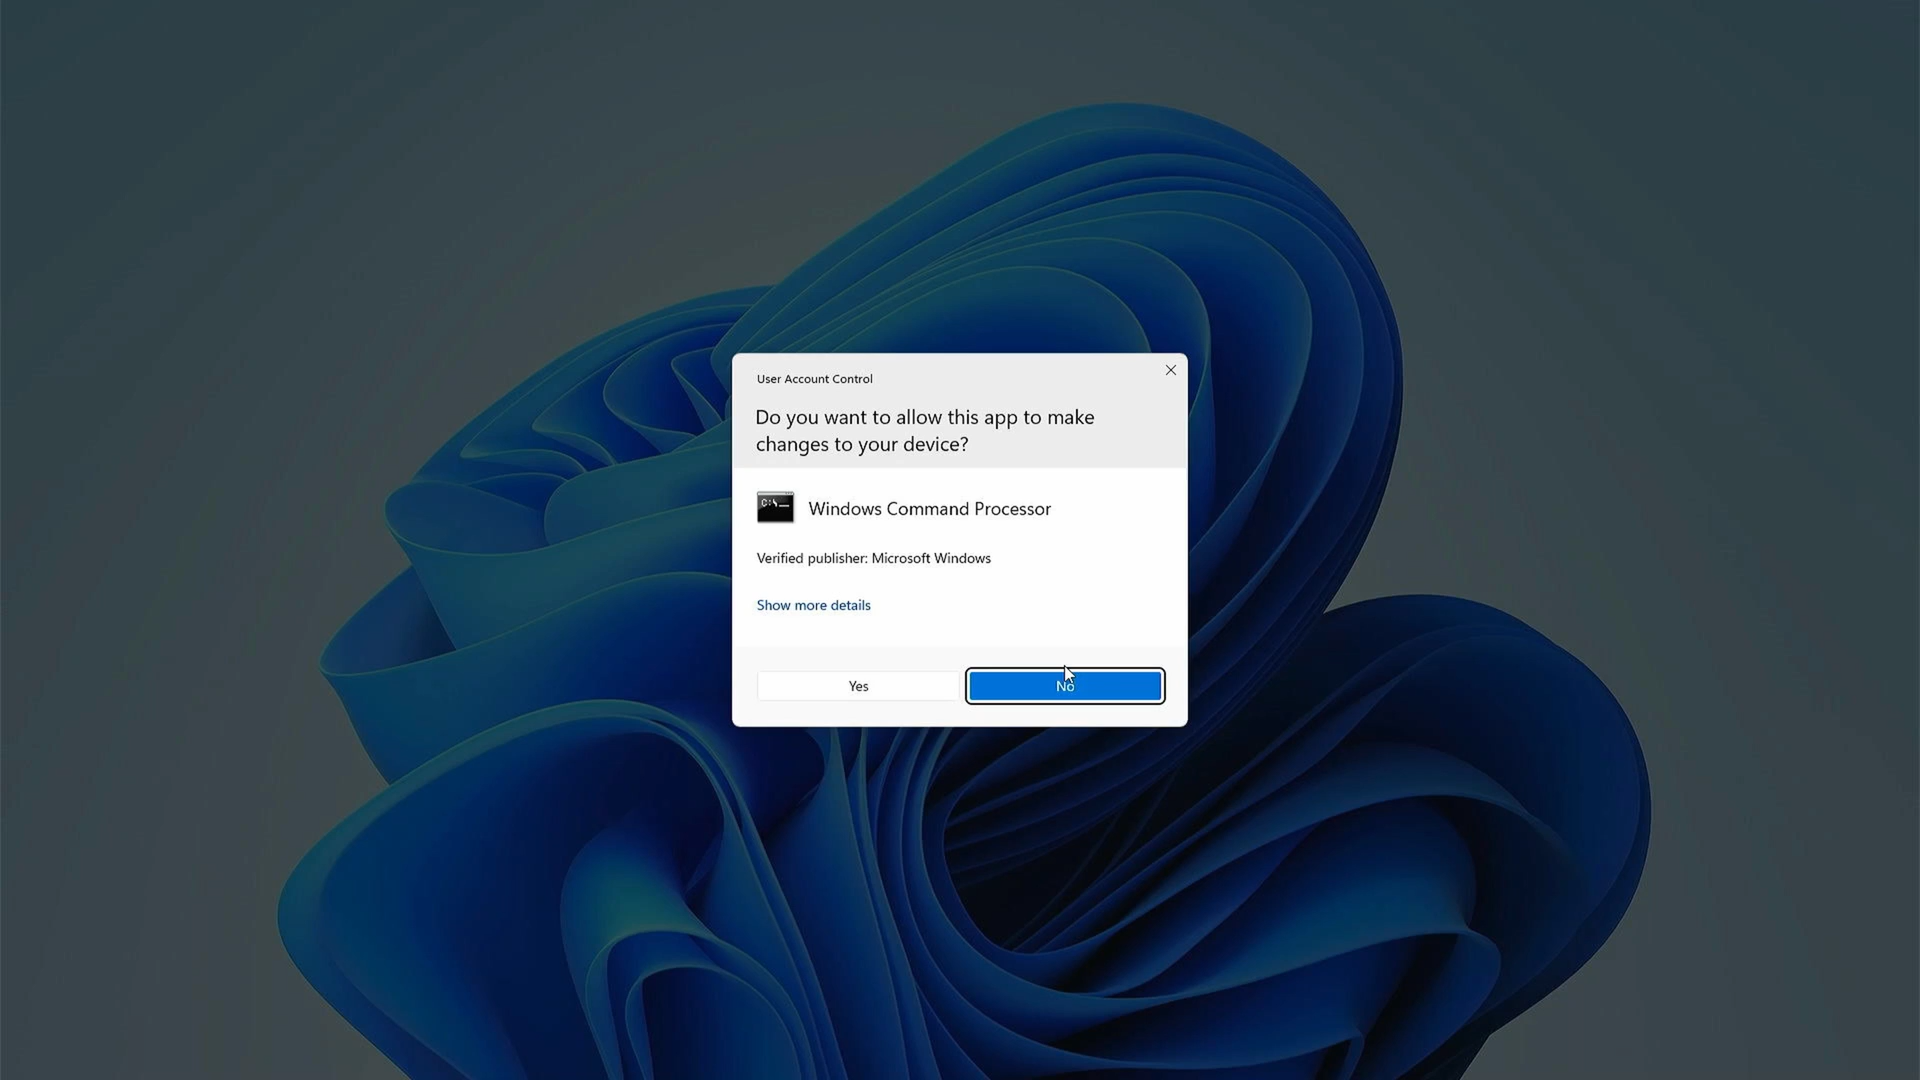 User Account Control
Do you want to allow this app to make
changes to your device?
C:\_
Windows Command Processor
Verified publisher: Microsoft Windows
Show more details
Yes
No